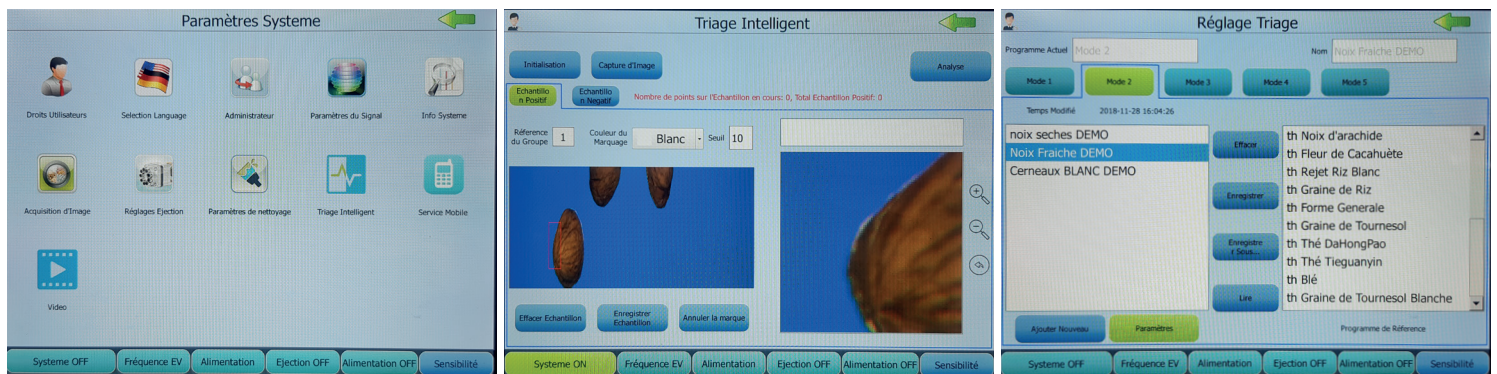 Paramètres Systeme
Droits Utilisateurs
Selection Language
Administrateur
Paramètres du Signal
Info Systeme
Acquisition d'Image
Réglages Ejection
Paramètres de nettoyage
Triage Intelligent
Service Mobile
Video
Systeme OFF
Fréquence EV
Alimentation
Ejection OFF
Alimentation OFF
Sensibilité
Triage Intelligent
Initialisation
Capture d'Image
Analyse
Echantillo
n Positif
Echantillo
n Negatif
Nombre de points sur l'Echantillon en cours: 0, Total Echantillon Positif: 0
Réference
du Groupe
1
Couleur du
Marquage
Blanc
Seuil
10
Effacer Echantillon
Enregistrer
Echantillon
Annuler la marque
Systeme ON
Fréquence EV
Alimentation
Ejection OFF
Alimentation OFF
Sensibilité
Réglage Triage
Programme Actuel
Mode 2
Nom
Noix Fraiche DEMO
Mode 1
Mode 2
Mode 3
Mode 4
Mode 5
Temps Modifié
2018-11-28 16:04:26
noix seches DEMO
Noix Fraiche DEMO
Cerneaux BLANC DEMO
Effacer
Enregistrer
Enregistre
r Sous...
Lire
th Noix d'arachide
th Fleur de Cacahuète
th Rejet Riz Blanc
th Graine de Riz
th Forme Generale
th Graine de Tournesol
th Thé DaHongPao
th Thé Tieguanyin
th Blé
th Graine de Tournesol Blanche
Ajouter Nouveau
Paramètres
Programme de Réference
Systeme OFF
Fréquence EV
Alimentation
Ejection OFF
Alimentation OFF
Sensibilité